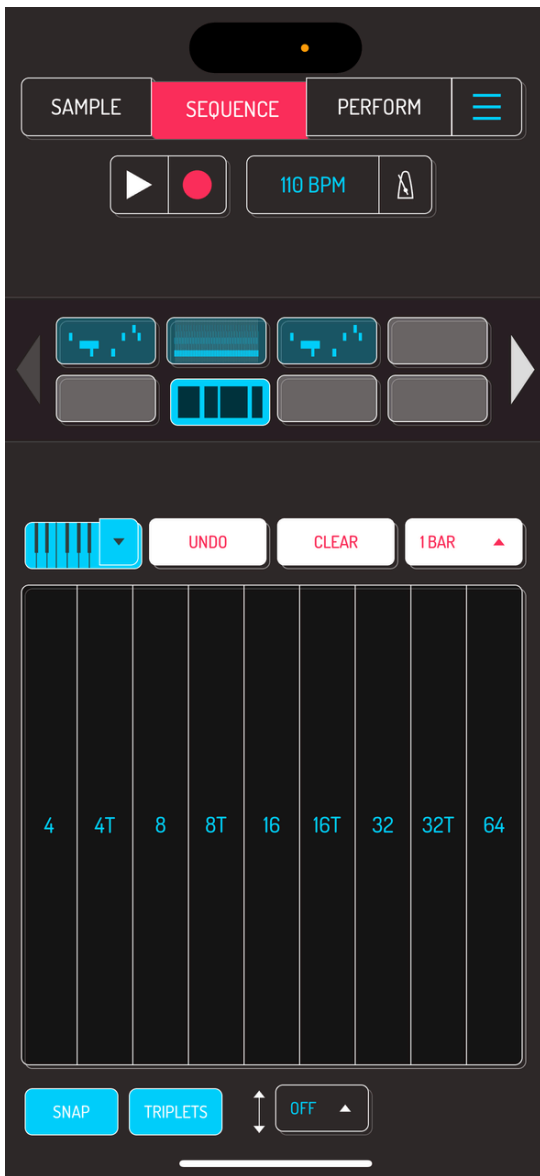 SAMPLE SEQUENCE PERFORM
110 BPM
UNDO CLEAR 1 BAR
4 4T 8 8T 16 16T 32 32T 64
SNAP TRIPLETS OFF